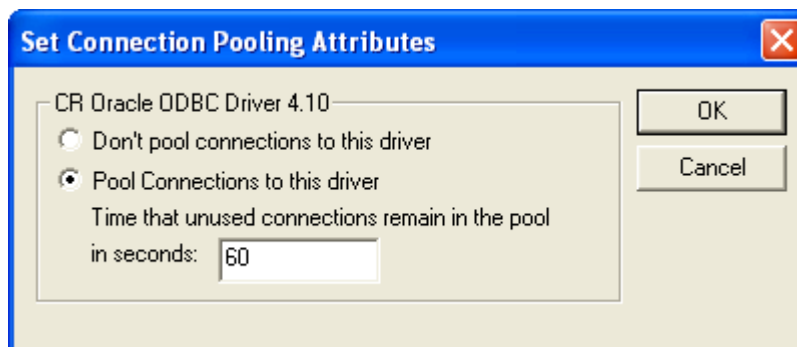 Set Connection Pooling Attributes
CR Oracle ODBC Driver 4.10
Don't pool connections to this driver
Pool Connections to this driver
Time that unused connections remain in the pool
in seconds: 60
OK
Cancel